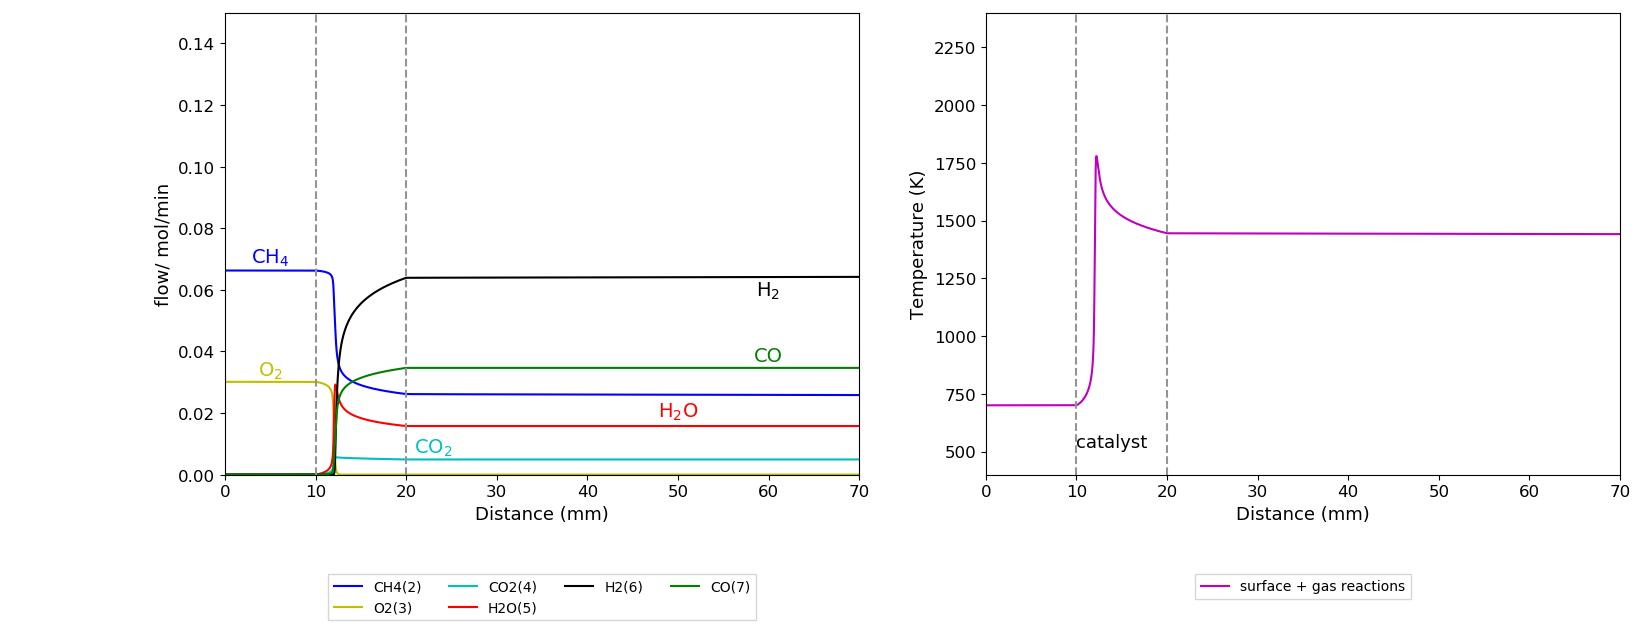 0.14
0.12
0.10
0.08
0.06
0.04
0.02
0.00
flow/ mol/min
CH4
O2
H2
CO
H2O
CO2
0 10 20 30 40 50 60 70
Distance (mm)
CH4(2) CO2(4) H2(6) CO(7)
O2(3) H2O(5)
2250
2000
1750
1500
1250
1000
750
500
Temperature (K)
catalyst
0 10 20 30 40 50 60 70
Distance (mm)
surface + gas reactions